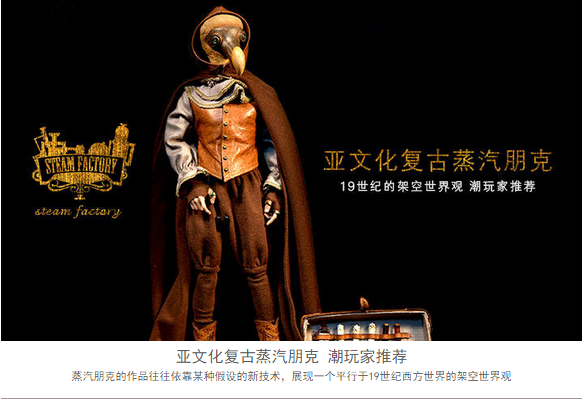 STEAM FACTORY
steam factory
亚文化复古蒸汽朋克
19世纪的架空世界观 潮玩家推荐
亚文化复古蒸汽朋克 潮玩家推荐
蒸汽朋克的作品往往依靠某种假设的新技术，展现一个平行于19世纪西方世界的架空世界观